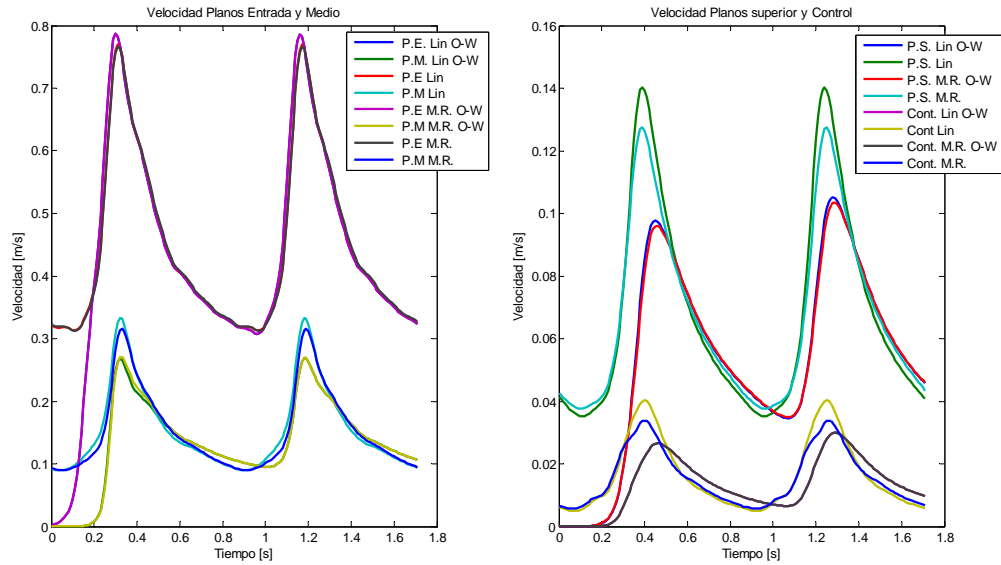 Velocidad Planos Entrada y Medio
Velocidad [m/s]
0.8
0.7
0.6
0.5
0.4
0.3
0.2
0.1
0
0
0.2
0.4
0.6
0.8
1
1.2
1.4
1.6
1.8
Tiempo [s]
P.E. Lin O-W
P.M. Lin O-W
P.E Lin
P.M Lin
P.E M.R. O-W
P.M M.R. O-W
P.E M.R.
P.M M.R.
Velocidad Planos superior y Control
Velocidad [m/s]
0.16
0.14
0.12
0.1
0.08
0.06
0.04
0.02
0
0
0.2
0.4
0.6
0.8
1
1.2
1.4
1.6
1.8
Tiempo [s]
P.S. Lin O-W
P.S. Lin
P.S. M.R. O-W
P.S. M.R.
Cont. Lin O-W
Cont Lin
Cont. M.R. O-W
Cont. M.R.